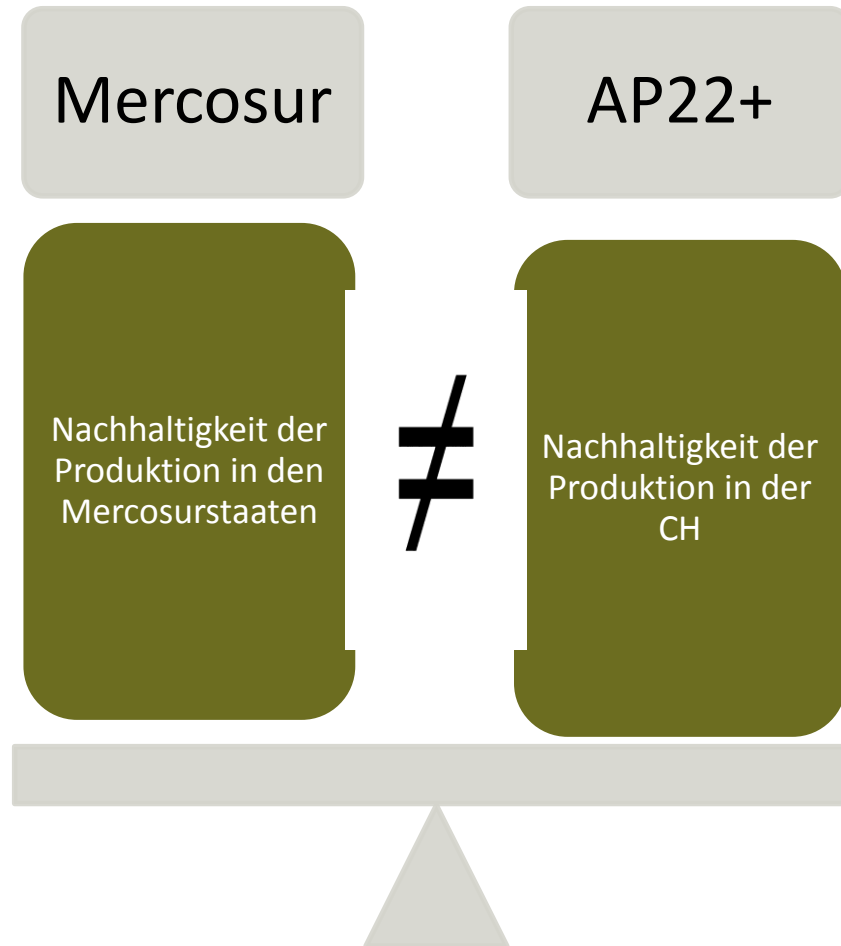 Mercosur
AP22+
Nachhaltigkeit der
Produktion in den
Mercosurstaaten
≠
Nachhaltigkeit der
Produktion in der
CH